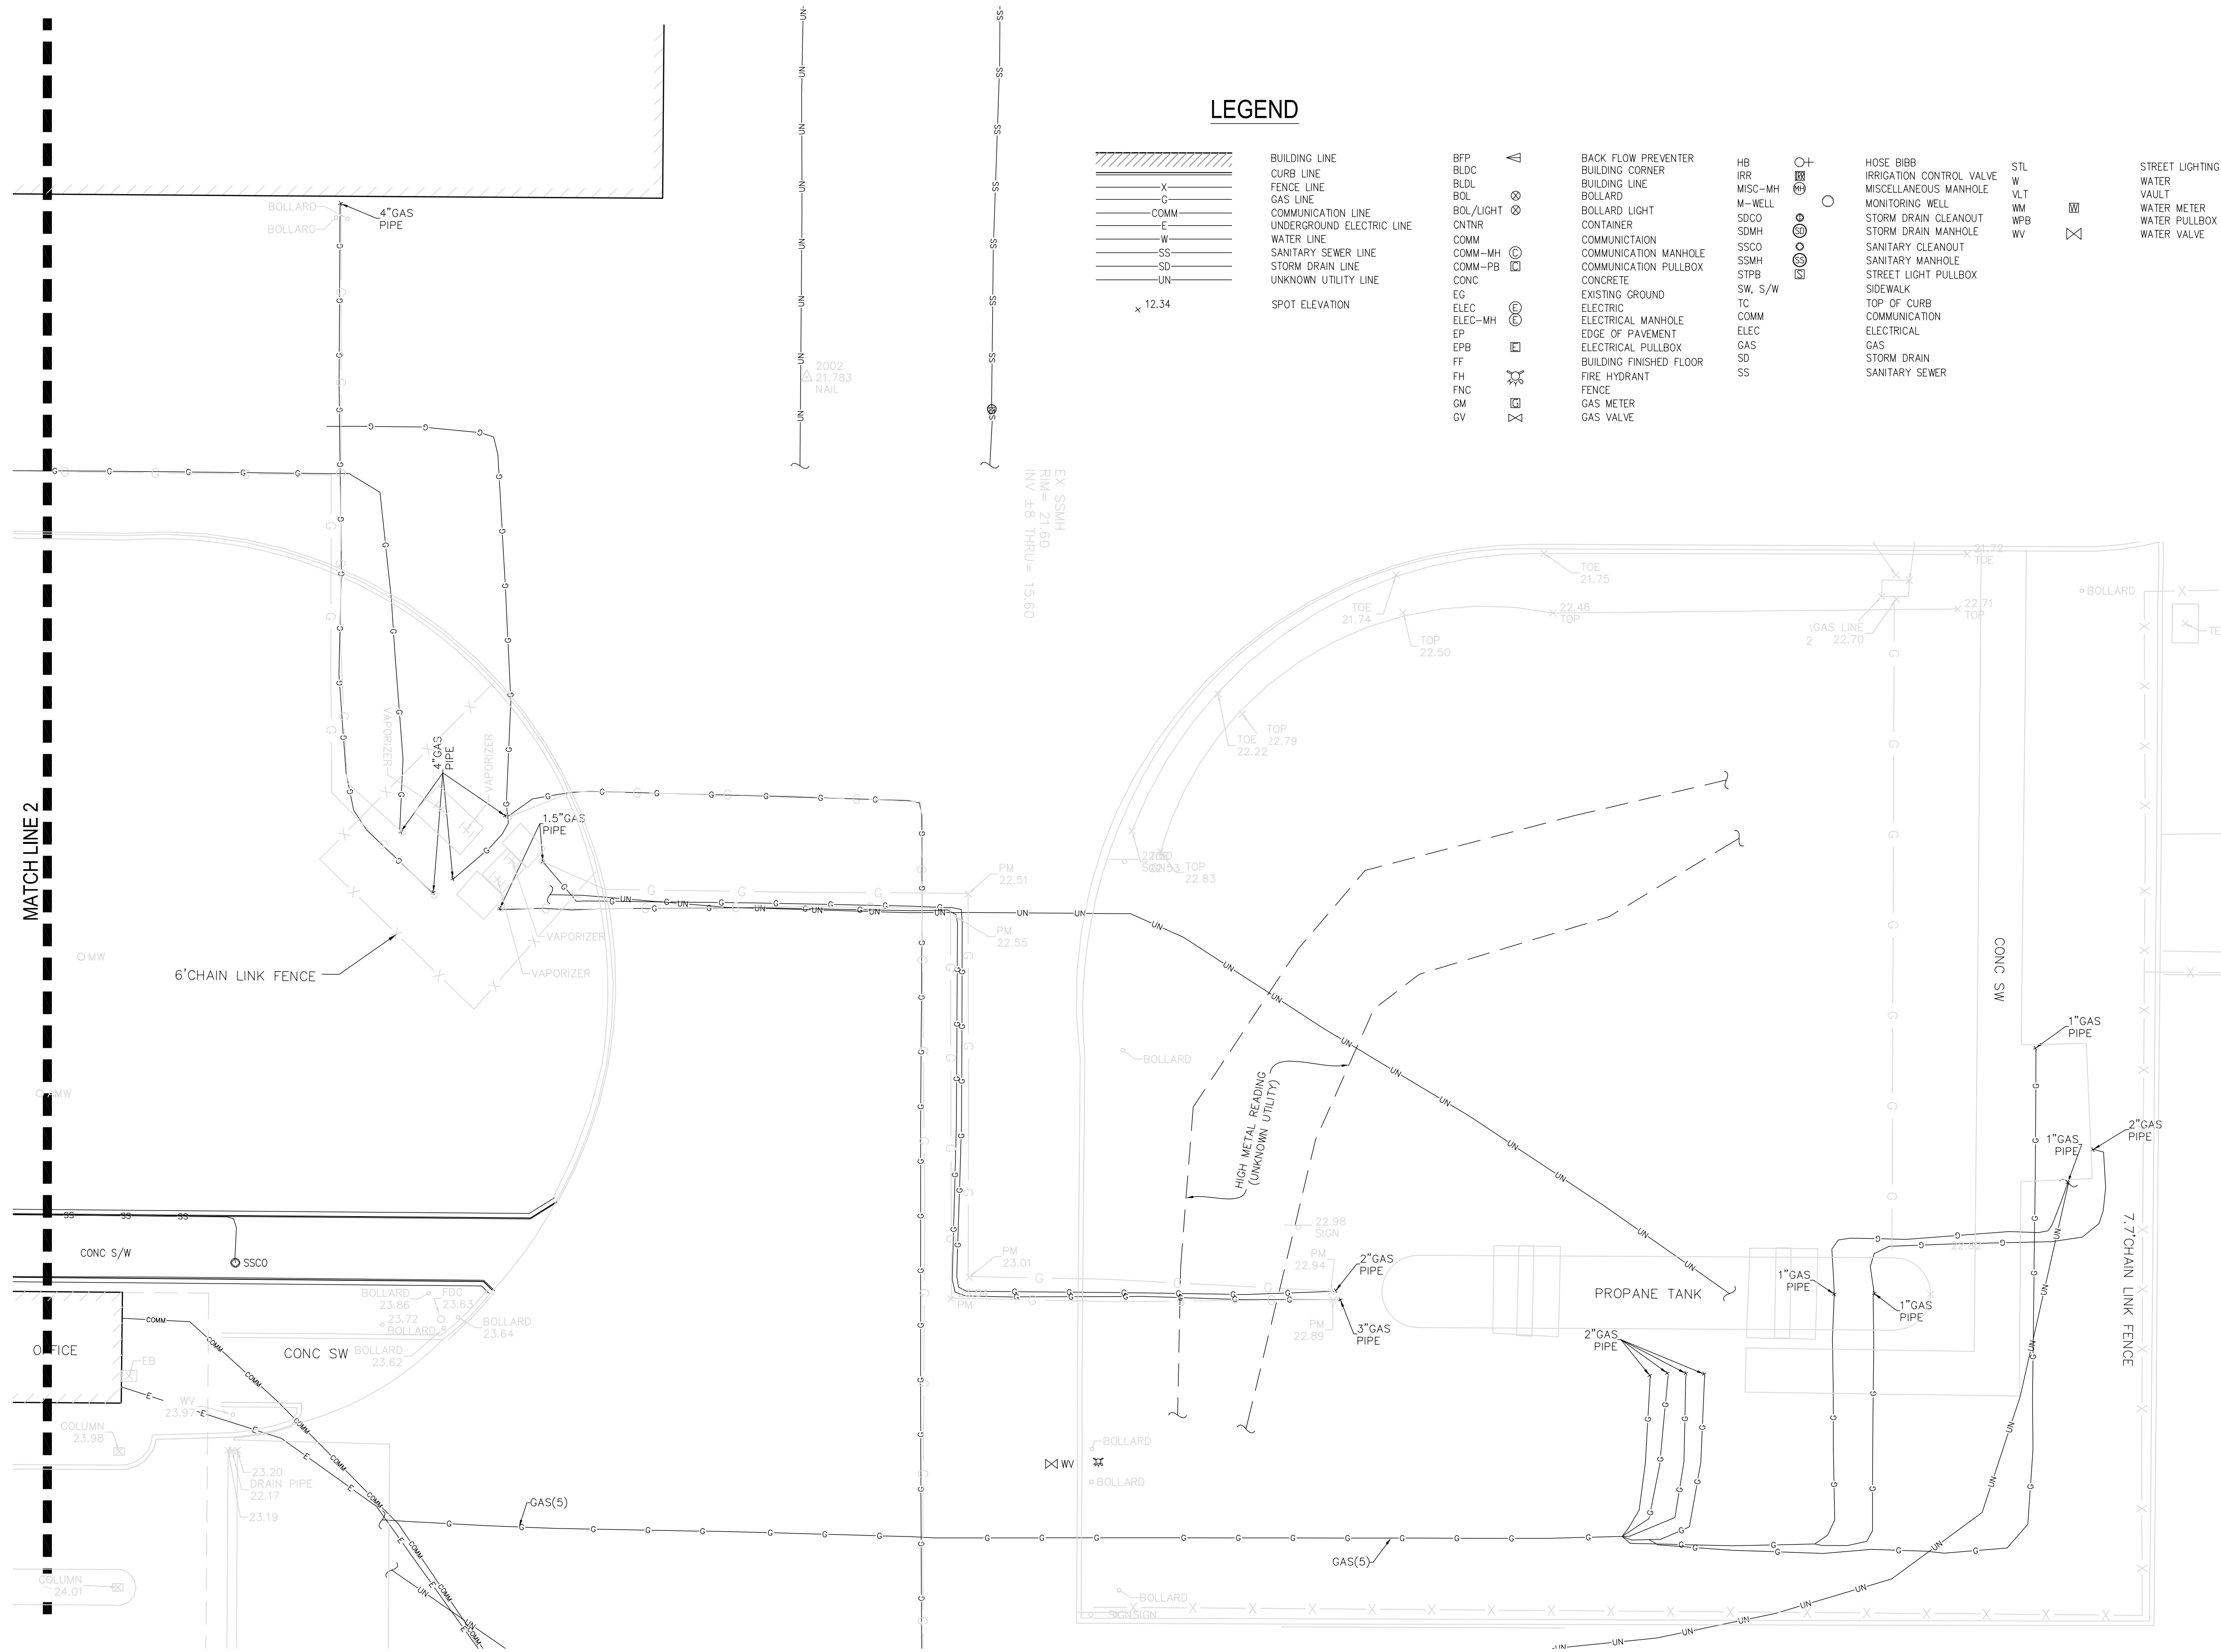 LEGEND
BUILDING LINE
CURB LINE
X FENCE LINE
G GAS LINE
COMM COMMUNICATION LINE
E UNDERGROUND ELECTRIC LINE
W WATER LINE
SS SANITARY SEWER LINE
SD STORM DRAIN LINE
UN UNKNOWN UTILITY LINE
12.34 SPOT ELEVATION
BFP BACK FLOW PREVENTER
BLDC BUILDING CORNER
BLDL BUILDING LINE
BOL BOLLARD
BOL/LIGHT BOLLARD LIGHT
CNTNR CONTAINER
COMM COMMUNICTAION
COMM-MH C COMMUNICATION MANHOLE
COMM-PB C COMMUNICATION PULLBOX
CONC CONCRETE
EG EXISTING GROUND
ELEC E ELECTRIC
ELEC-MH E ELECTRICAL MANHOLE
EP EDGE OF PAVEMENT
EPB E ELECTRICAL PULLBOX
FF BUILDING FINISHED FLOOR
FH FIRE HYDRANT
FNC FENCE
GM G GAS METER
GV GAS VALVE
HB HOSE BIBB
IRR IRRIGATION CONTROL VALVE
MISC-MH MH MISCELLANEOUS MANHOLE
M-WELL MONITORING WELL
SDCO STORM DRAIN CLEANOUT
SDMH SD STORM DRAIN MANHOLE
SSCO SANITARY CLEANOUT
SSMH SS SANITARY MANHOLE
STPB S STREET LIGHT PULLBOX
SW, S/W SIDEWALK
TC TOP OF CURB
COMM COMMUNICATION
ELEC ELECTRICAL
GAS GAS
SD STORM DRAIN
SS SANITARY SEWER
STL STREET LIGHTING
W WATER
VLT VAULT
WM W WATER METER
WPB WATER PULLBOX
WV WATER VALVE
MATCH LINE 2
BOLLARD
BOLLARD
4"GAS
PIPE
2002
21.783
NAIL
EX SSMH
RIM= 21.60
INV ±8 THRU= 15.60
VAPORIZER
4"GAS
PIPE
VAPORIZER
1.5"GAS
PIPE
VAPORIZER
VAPORIZER
6'CHAIN LINK FENCE
MW
PM
22.51
PM
22.55
TOE
21.75
TOE
21.74
TOP
22.50
22.46
TOP
21.72
TOE
22.71
TOP
GAS LINE
22.70
BOLLARD
TOP
22.79
TOE
22.22
TOP
22.83
BOLLARD
CONC SW
1"GAS
PIPE
2"GAS
PIPE
1"GAS
PIPE
HIGH METAL READING
(UNKNOWN UTILITY)
7.7'CHAIN LINK FENCE
22.98
SIGN
PM
22.94
2"GAS
PIPE
PM
23.01
PM
PM
22.89
3"GAS
PIPE
PROPANE TANK
1"GAS
PIPE
1"GAS
PIPE
2"GAS
PIPE
22.82
CONC S/W
SSCO
BOLLARD
23.86
23.72
BOLLARD
FDC
23.63
BOLLARD
23.64
BOLLARD
23.62
CONC SW
EB
WV
23.97
COLUMN
23.98
23.20
DRAIN PIPE
22.17
23.19
COLUMN
24.01
GAS(5)
WV
BOLLARD
BOLLARD
GAS(5)
BOLLARD
SIGN
SIGN